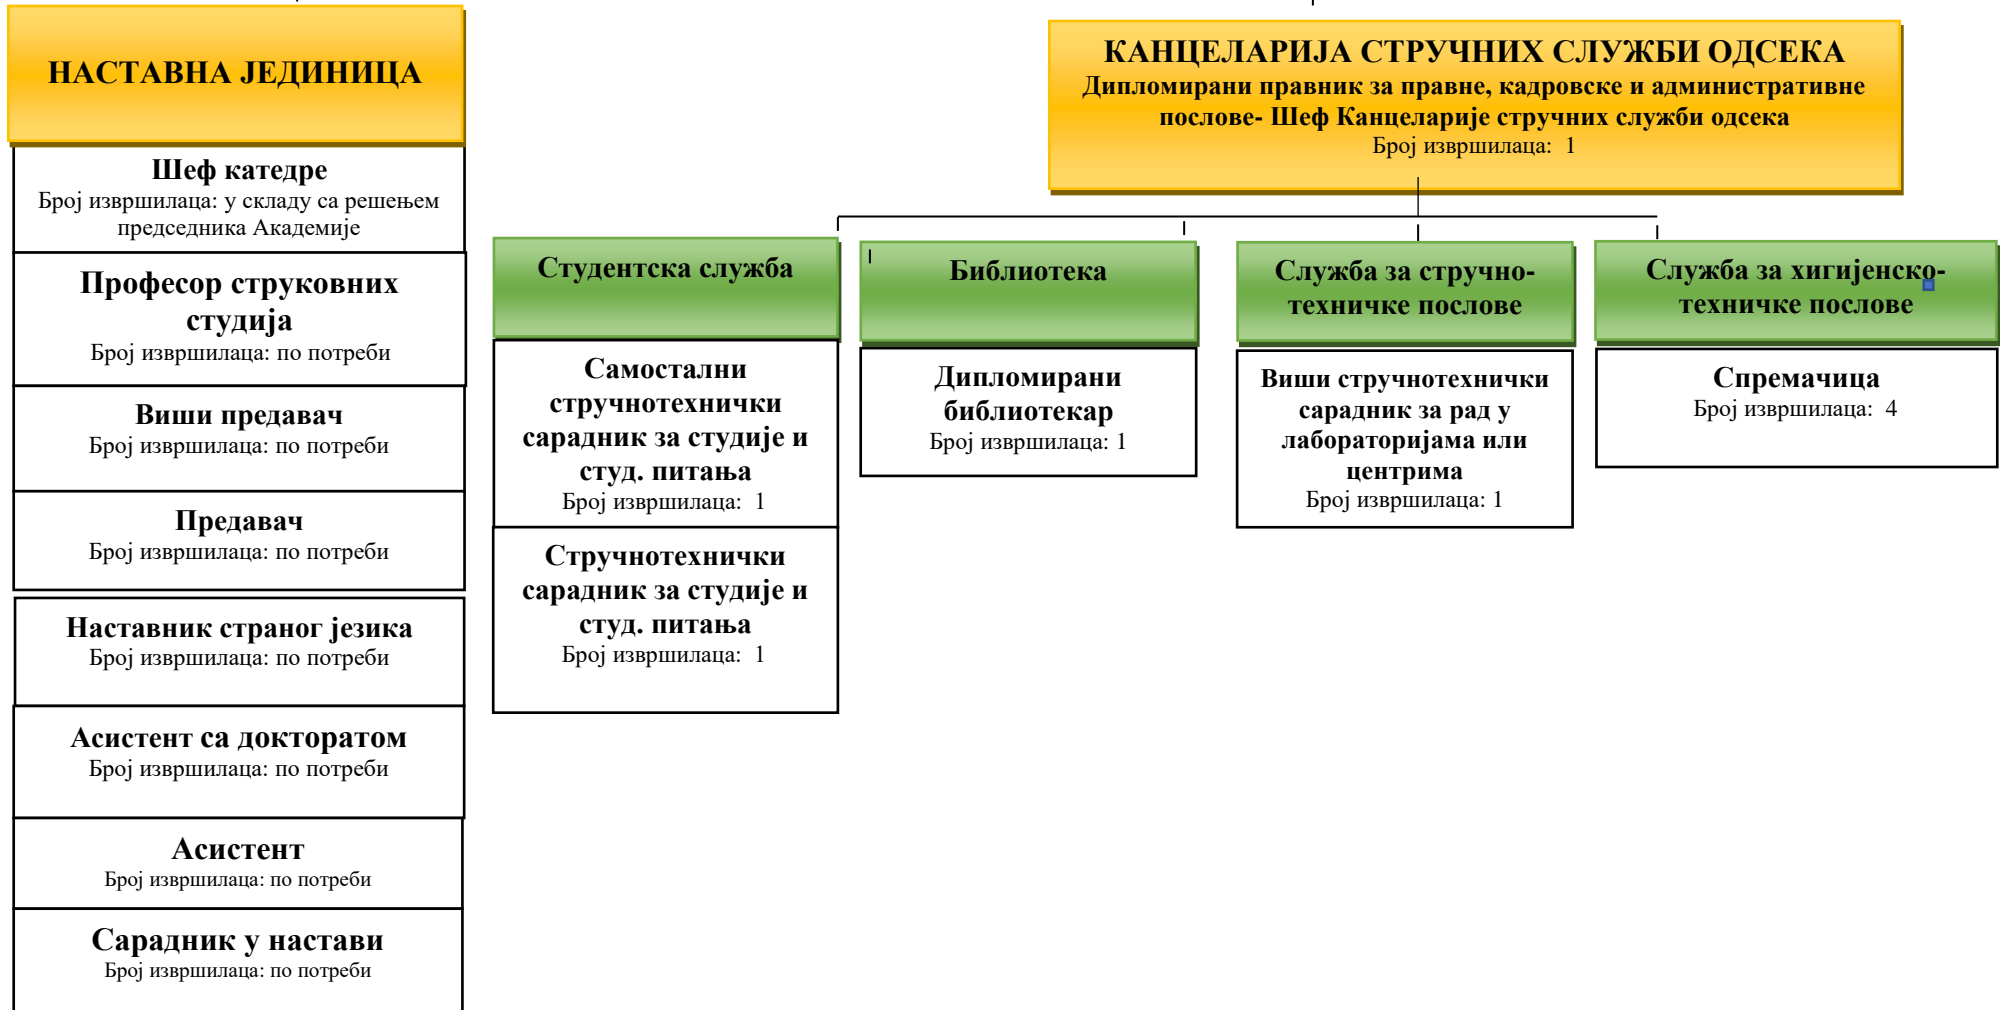 НАСТАВНА ЈЕДИНИЦА
Шеф катедре
Број извршилаца: у складу са решењем
председника Академије
Професор струковних
студија
Број извршилаца: по потреби
Виши предавач
Број извршилаца: по потреби
Предавач
Број извршилаца: по потреби
Наставник страног језика
Број извршилаца: по потреби
Асистент са докторатом
Број извршилаца: по потреби
Асистент
Број извршилаца: по потреби
Сарадник у настави
Број извршилаца: по потреби
КАНЦЕЛАРИЈА СТРУЧНИХ СЛУЖБИ ОДСЕКА
Дипломирани правник за правне, кадровске и административне
послове- Шеф Канцеларије стручних служби одсека
Број извршилаца: 1
Студентска служба
Самостални
стручнотехнички
сарадник за студије и
студ. питања
Број извршилаца: 1
Стручнотехнички
сарадник за студије и
студ. питања
Број извршилаца: 1
Библиотека
Дипломирани
библиотекар
Број извршилаца: 1
Служба за стручно-
техничке послове
Виши стручнотехнички
сарадник за рад у
лабораторијама или
центрима
Број извршилаца: 1
Служба за хигијенско-
техничке послове
Спремачица
Број извршилаца: 4